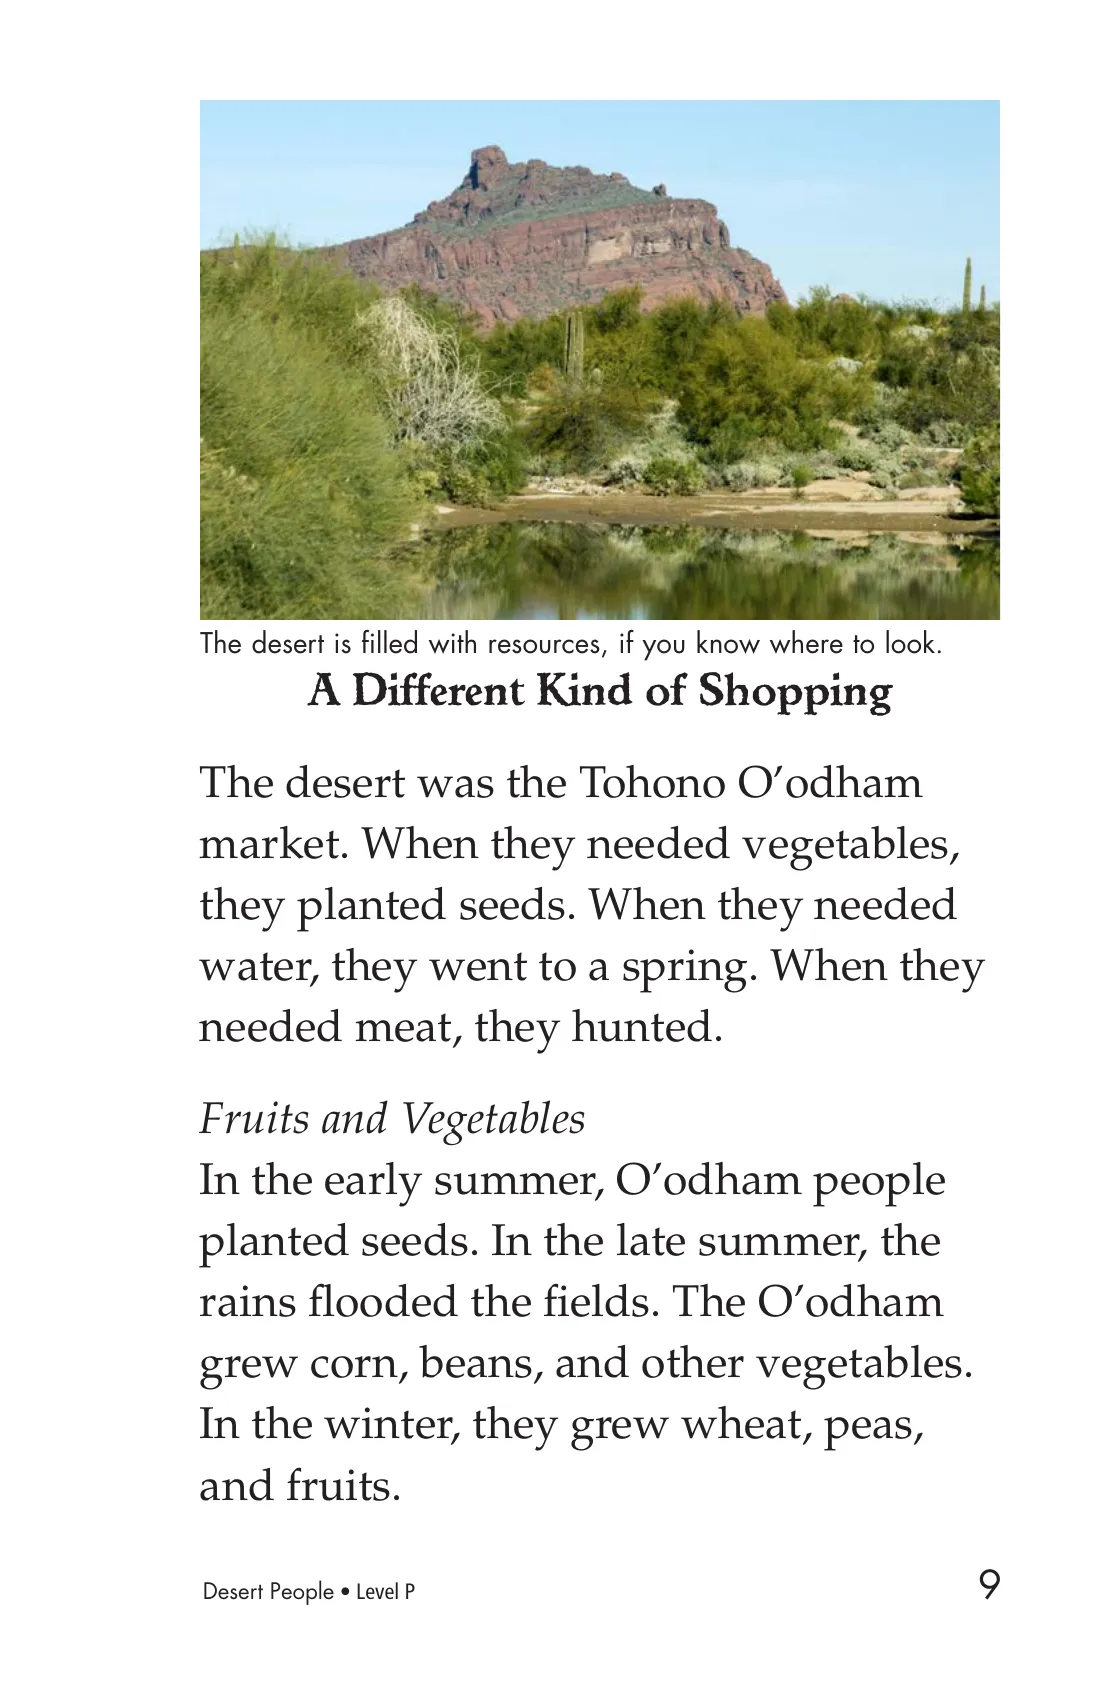 The desert is filled with resources, if you know where to look.
A Different Kind of Shopping
The desert was the Tohono O’odham
market. When they needed vegetables,
they planted seeds. When they needed
water, they went to a spring. When they
needed meat, they hunted.
Fruits and Vegetables
In the early summer, O’odham people
planted seeds. In the late summer, the
rains flooded the fields. The O’odham
grew corn, beans, and other vegetables.
In the winter, they grew wheat, peas,
and fruits.
Desert People • Level P 9